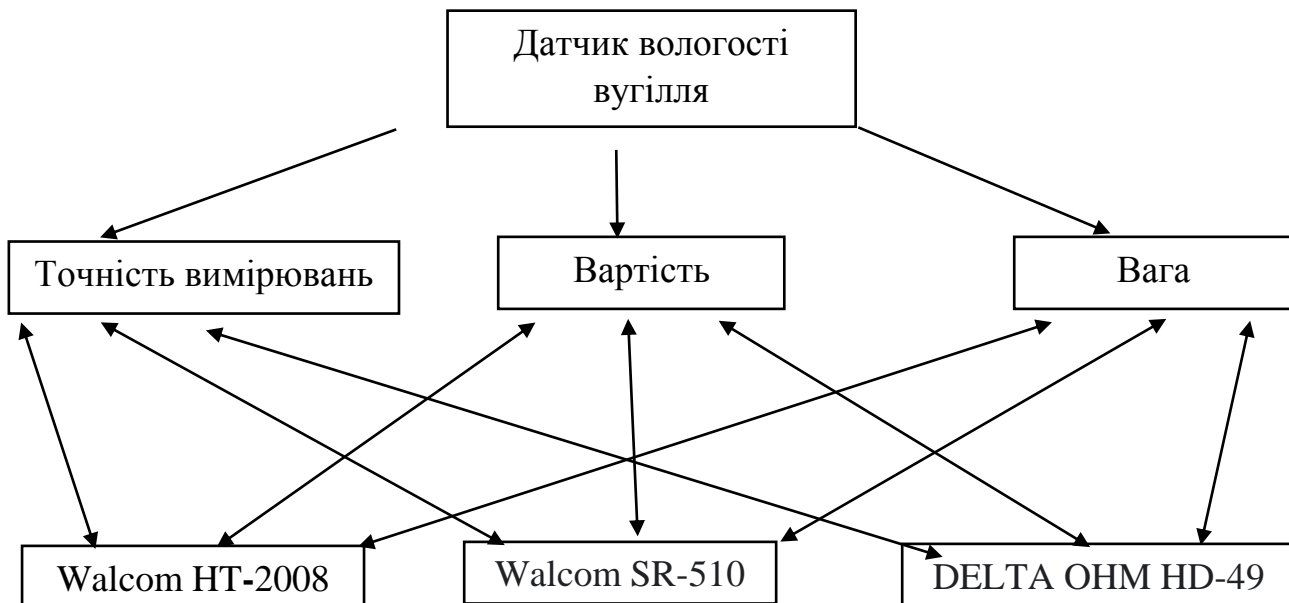 Датчик вологості
вугілля
Точність вимірювань
Вартість
Вага
Walcom HT-2008
Walcom SR-510
DELTA OHM HD-49